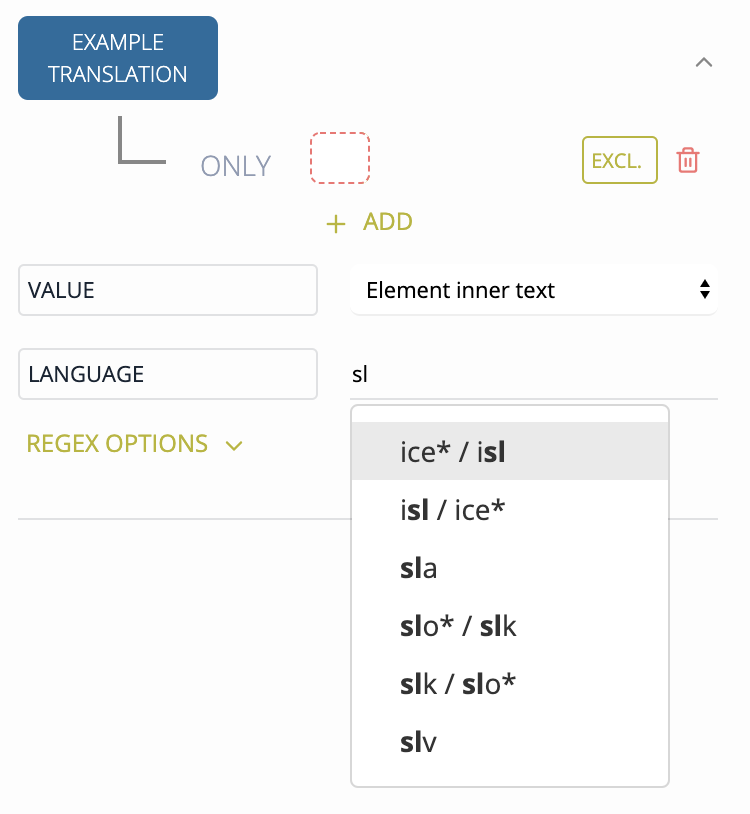 EXAMPLE
TRANSLATION
ONLY
EXCL.
+ ADD
VALUE
Element inner text
LANGUAGE
sl
REGEX OPTIONS
ice* / isl
isl / ice*
sla
slo* / slk
slk / slo*
slv